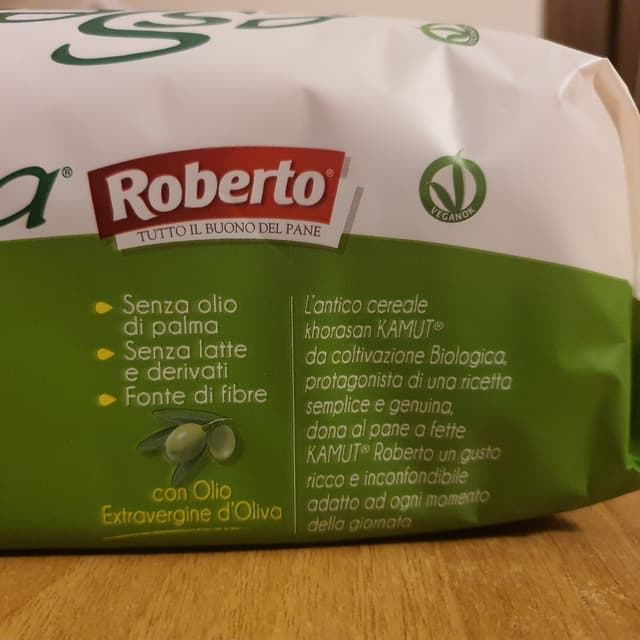 Roberto®
TUTTO IL BUONO DEL PANE
VEGANOK
Senza olio
di palma
Senza latte
e derivati
Fonte di fibre
con Olio
Extravergine d'Oliva
L'antico cereale
khorasan KAMUT®
da coltivazione Biologica,
protagonista di una ricetta
semplice e genuina,
dona al pane a fette
KAMUT® Roberto un gusto
ricco e inconfondibile
adatto ad ogni momento
della giornata